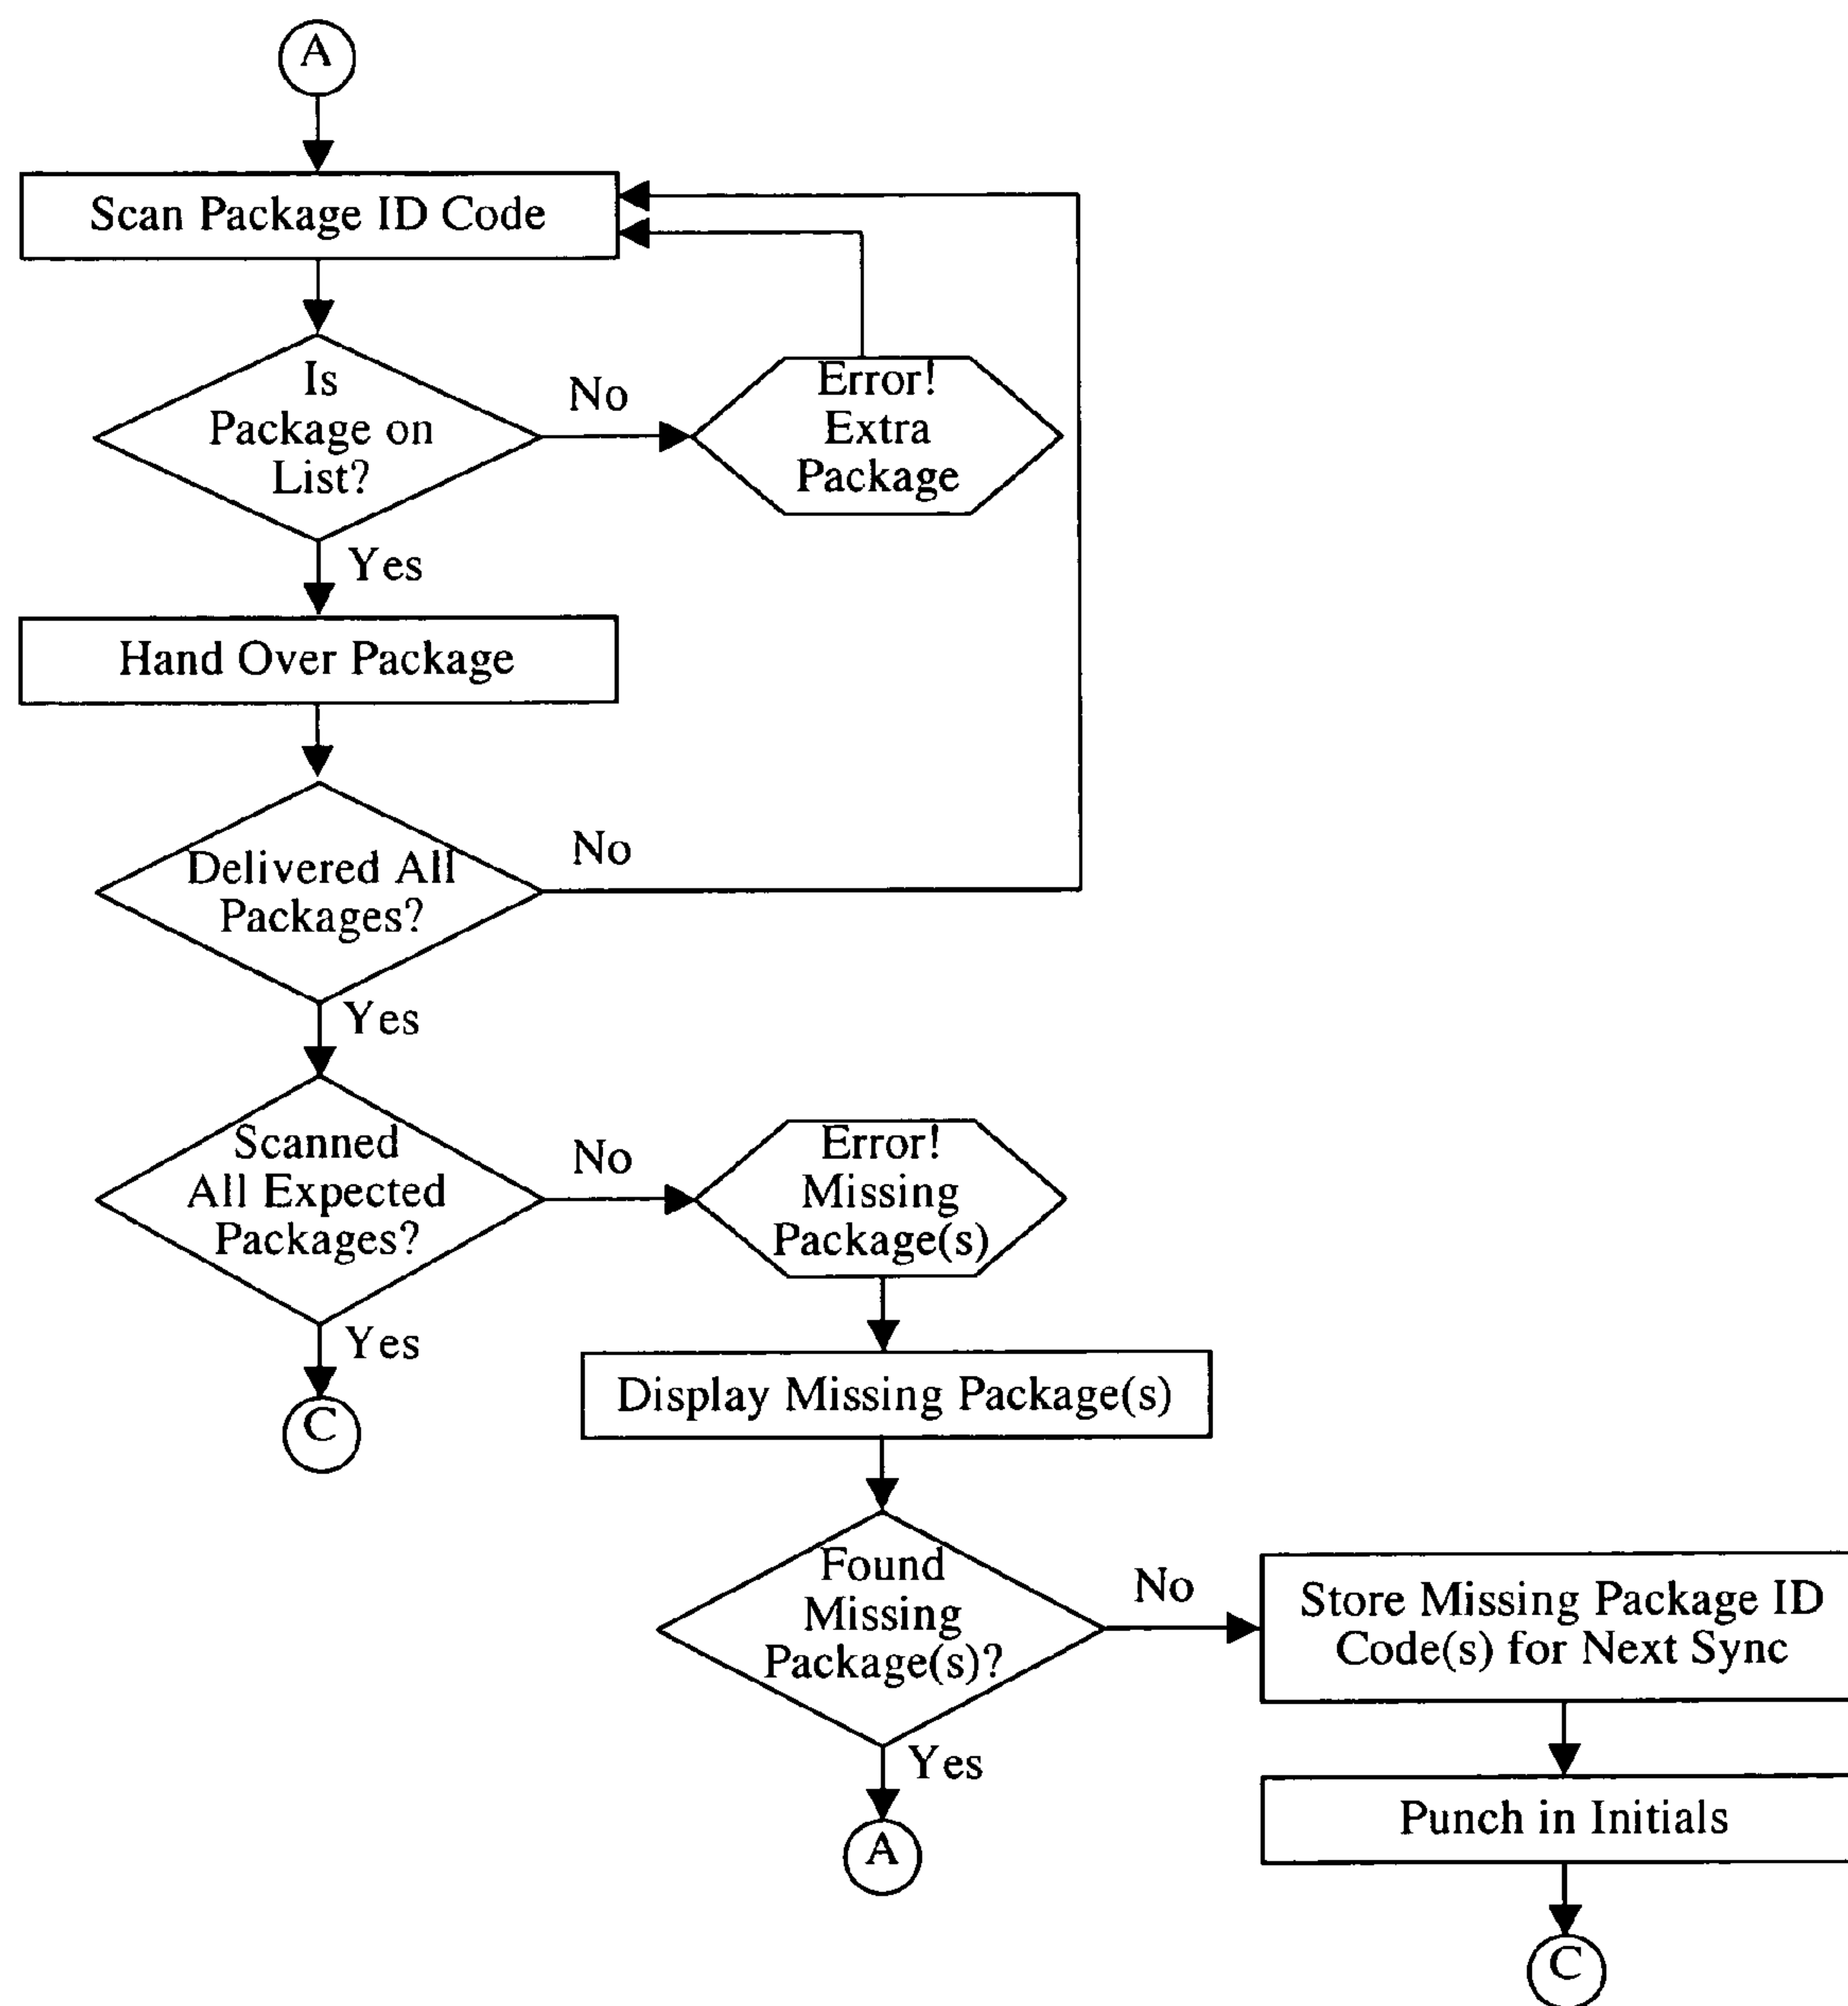 A
Scan Package ID Code
Is
Package on
List?
No
Error!
Extra
Package
Yes
Hand Over Package
Delivered All
Packages?
No
Yes
Scanned
All Expected
Packages?
No
Error!
Missing
Package(s)
Yes
C
Display Missing Package(s)
Found
Missing
Package(s)?
No
Store Missing Package ID
Code(s) for Next Sync
Yes
A
Punch in Initials
C